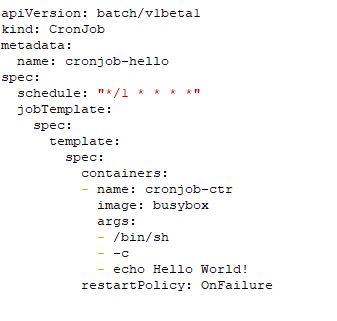 apiVersion: batch/v1beta1
kind: CronJob
metadata:
  name: cronjob-hello
spec:
  schedule: "*/1 * * * *"
  jobTemplate:
    spec:
      template:
        spec:
          containers:
          - name: cronjob-ctr
            image: busybox
            args:
            - /bin/sh
            - -c
            - echo Hello World!
          restartPolicy: OnFailure